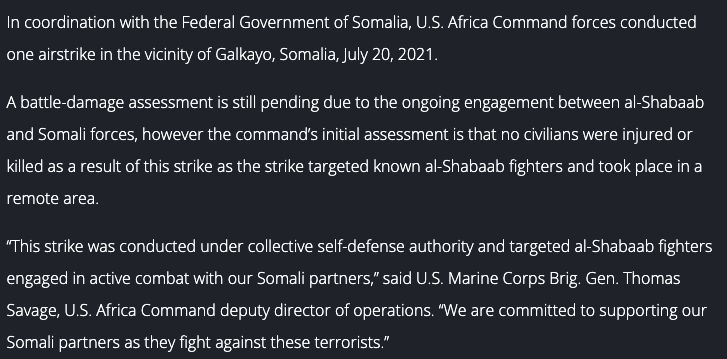 In coordination with the Federal Government of Somalia, U.S. Africa Command forces conducted
one airstrike in the vicinity of Galkayo, Somalia, July 20, 2021.
A battle-damage assessment is still pending due to the ongoing engagement between al-Shabaab
and Somali forces, however the command's initial assessment is that no civilians were injured or
killed as a result of this strike as the strike targeted known al-Shabaab fighters and took place in a
remote area.
“This strike was conducted under collective self-defense authority and targeted al-Shabaab fighters
engaged in active combat with our Somali partners,” said U.S. Marine Corps Brig. Gen. Thomas
Savage, U.S. Africa Command deputy director of operations. “We are committed to supporting our
Somali partners as they fight against these terrorists.”